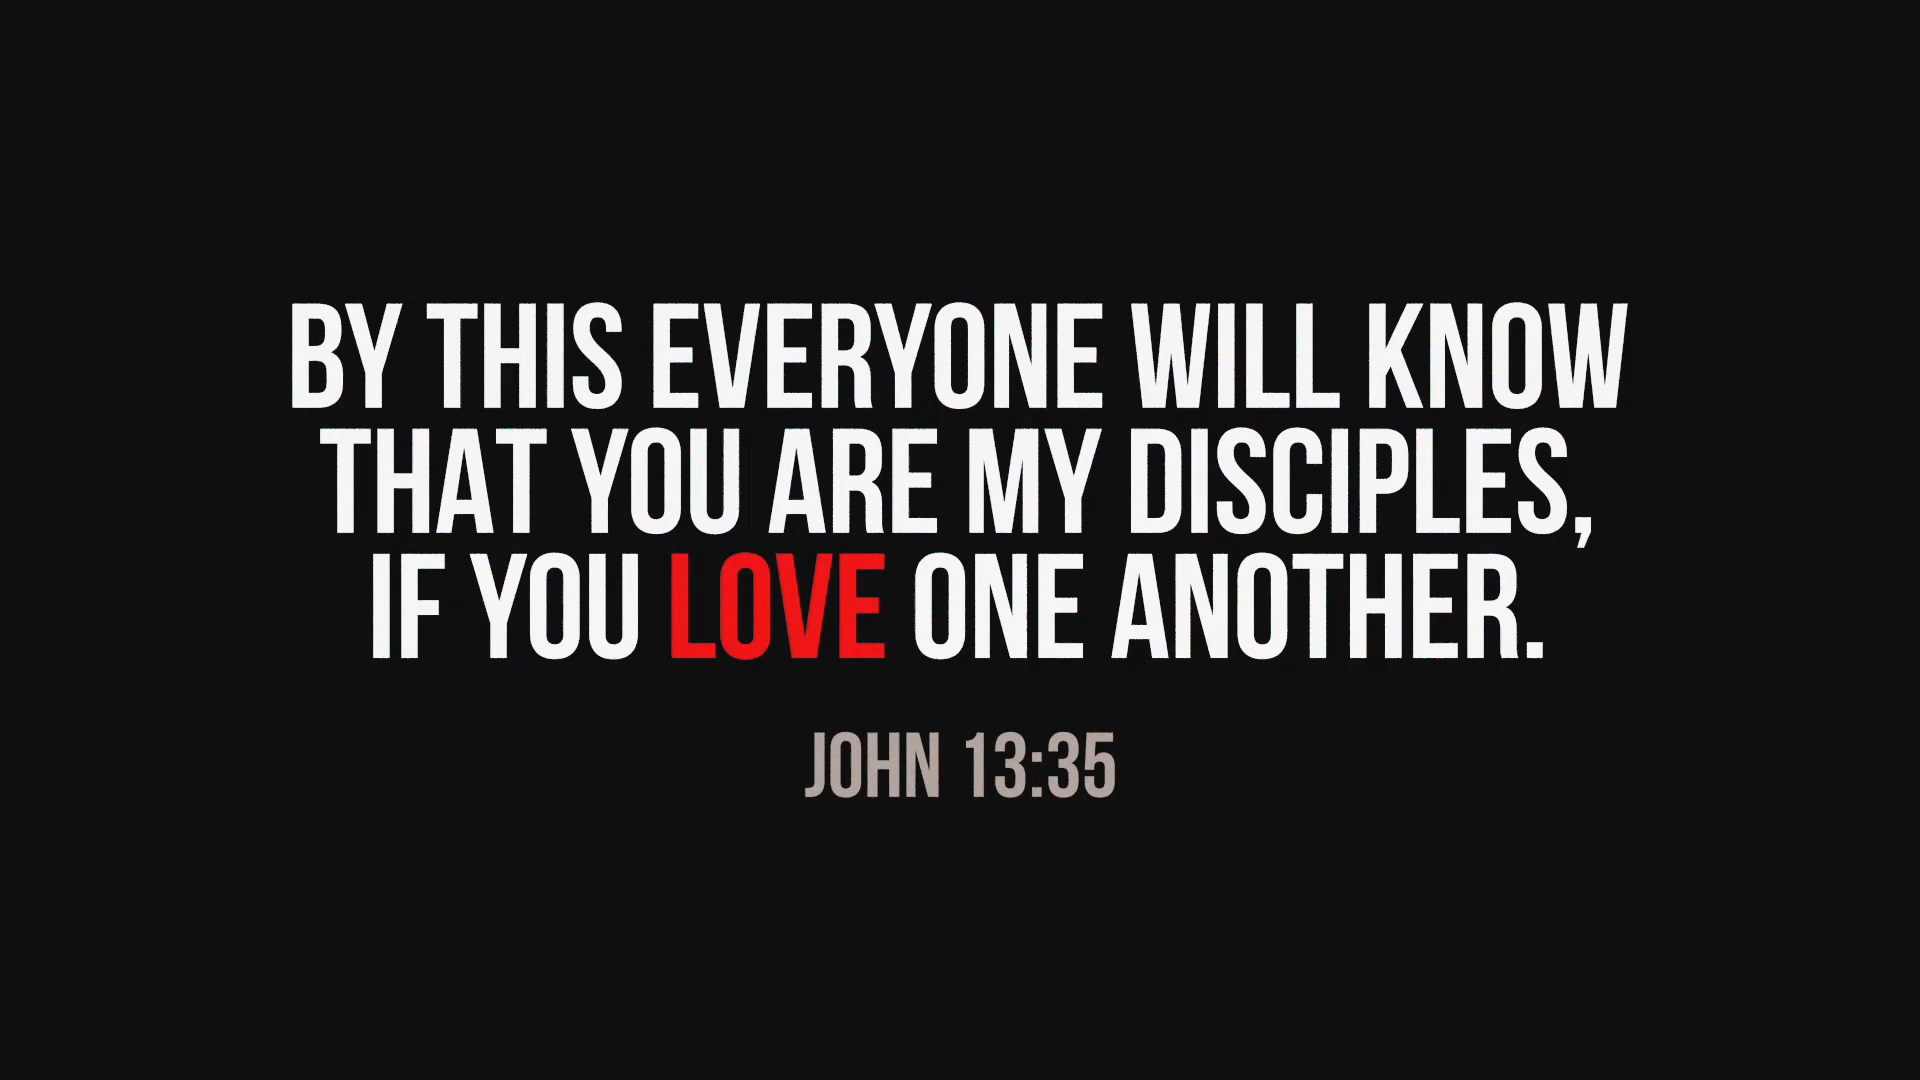 BY THIS EVERYONE WILL KNOW
THAT YOU ARE MY DISCIPLES,
IF YOU LOVE ONE ANOTHER.
JOHN 13:35